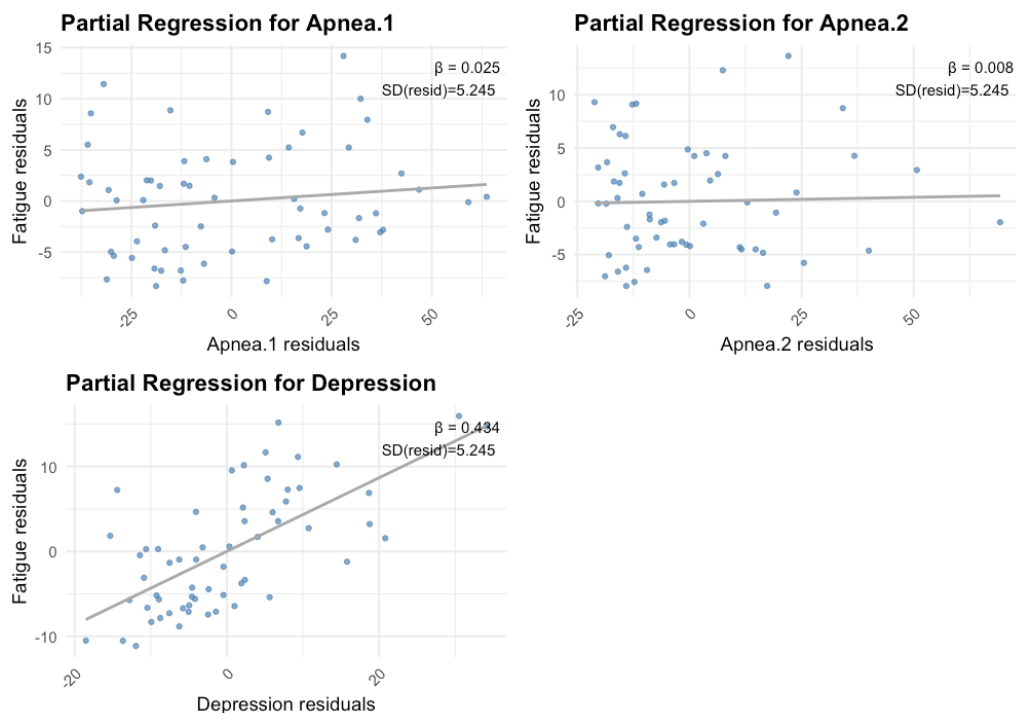 Partial Regression for Apnea.1
β = 0.025
SD(resid)=5.245
15
10
5
0
-5
Fatigue residuals
-25
0
25
50
Apnea.1 residuals
Partial Regression for Apnea.2
β = 0.008
SD(resid)=5.245
10
5
0
-5
Fatigue residuals
-25
0
25
50
75
Apnea.2 residuals
Partial Regression for Depression
β = 0.434
SD(resid)=5.245
10
0
-10
Fatigue residuals
-20
0
20
Depression residuals